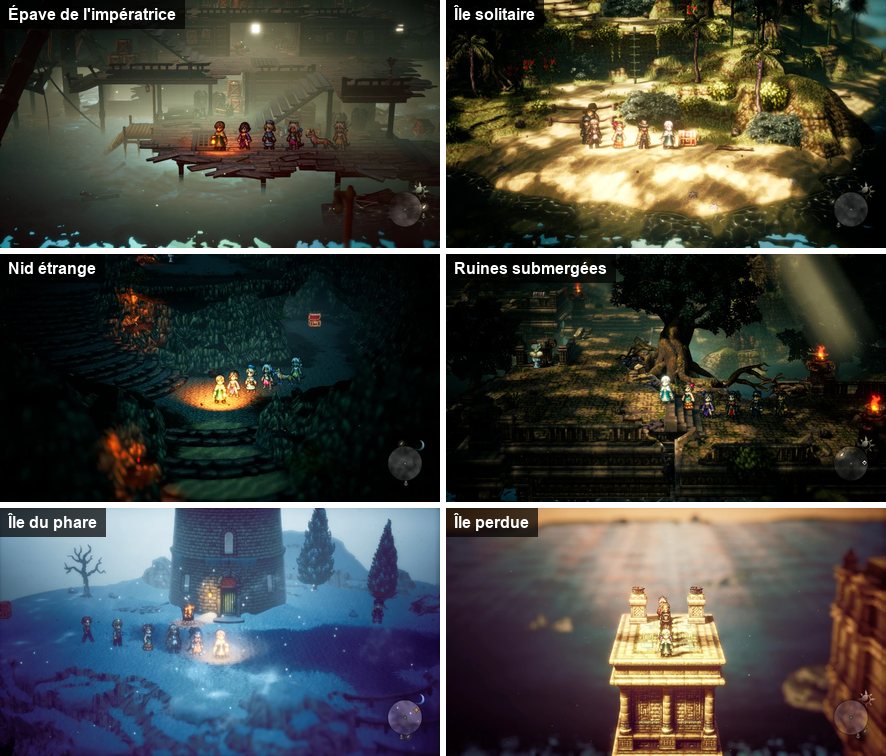 Épave de l'impératrice
Île solitaire
Nid étrange
Ruines submergées
Île du phare
Île perdue